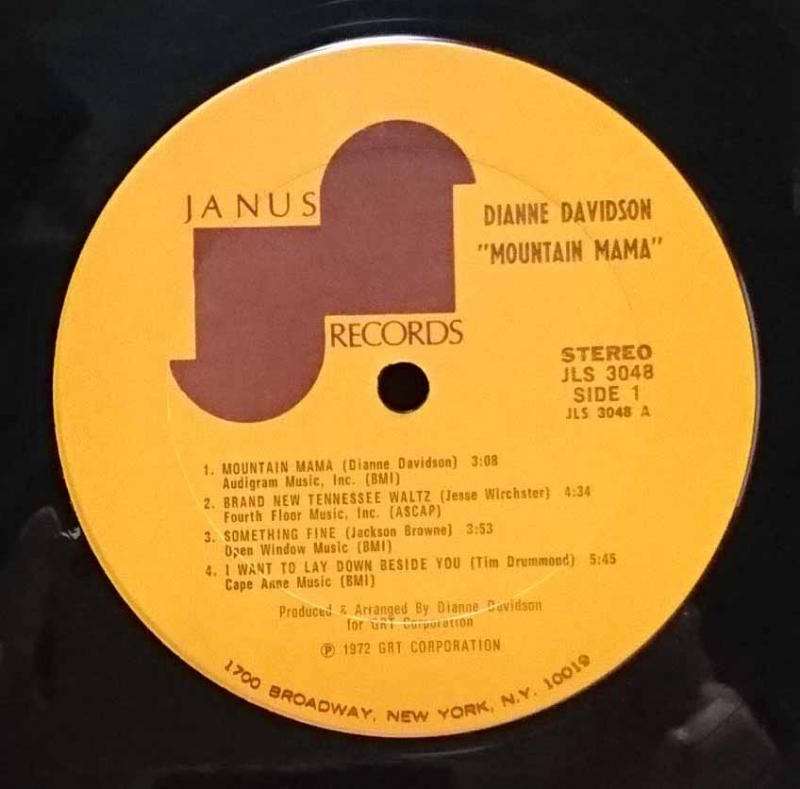 JANUS
RECORDS
DIANNE DAVIDSON
"MOUNTAIN MAMA"
STEREO
JLS 3048
SIDE 1
JLS 3048 A
1. MOUNTAIN MAMA (Dianne Davidson) 3:08
Audigram Music, Inc. (BMI)
2. BRAND NEW TENNESSEE WALTZ (Jesse Wirchster) 4:34
Fourth Floor Music, Inc. (ASCAP)
3. SOMETHING FINE (Jackson Browne) 3:53
Open Window Music (BMI)
4. I WANT TO LAY DOWN BESIDE YOU (Tim Drummond) 5:45
Cape Anne Music (BMI)
Produced & Arranged By Dianne Davidson
for GRT Corporation
℗ 1972 GRT CORPORATION
1700 BROADWAY, NEW YORK, N.Y. 10019